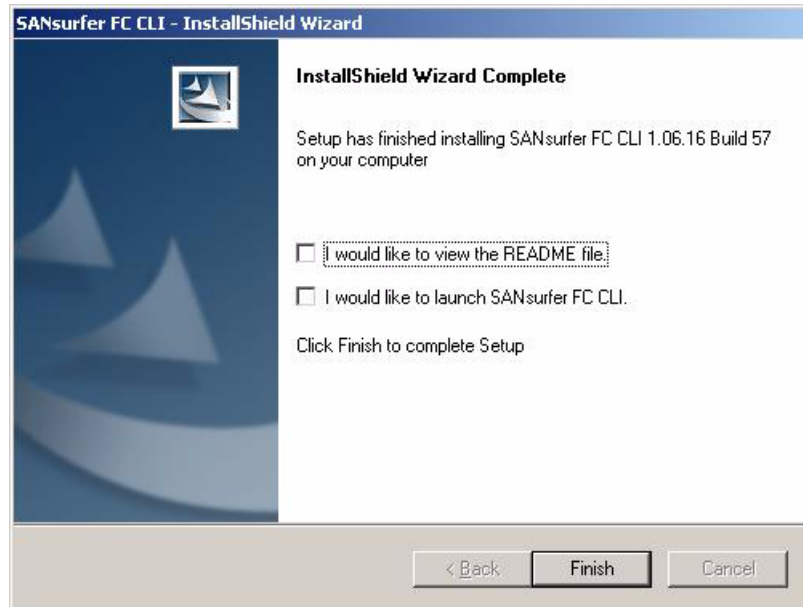 SANsurfer FC CLI - InstallShield Wizard
InstallShield Wizard Complete
Setup has finished installing SANsurfer FC CLI 1.06.16 Build 57
on your computer
I would like to view the README file.
I would like to launch SANsurfer FC CLI.
Click Finish to complete Setup
< Back
Finish
Cancel